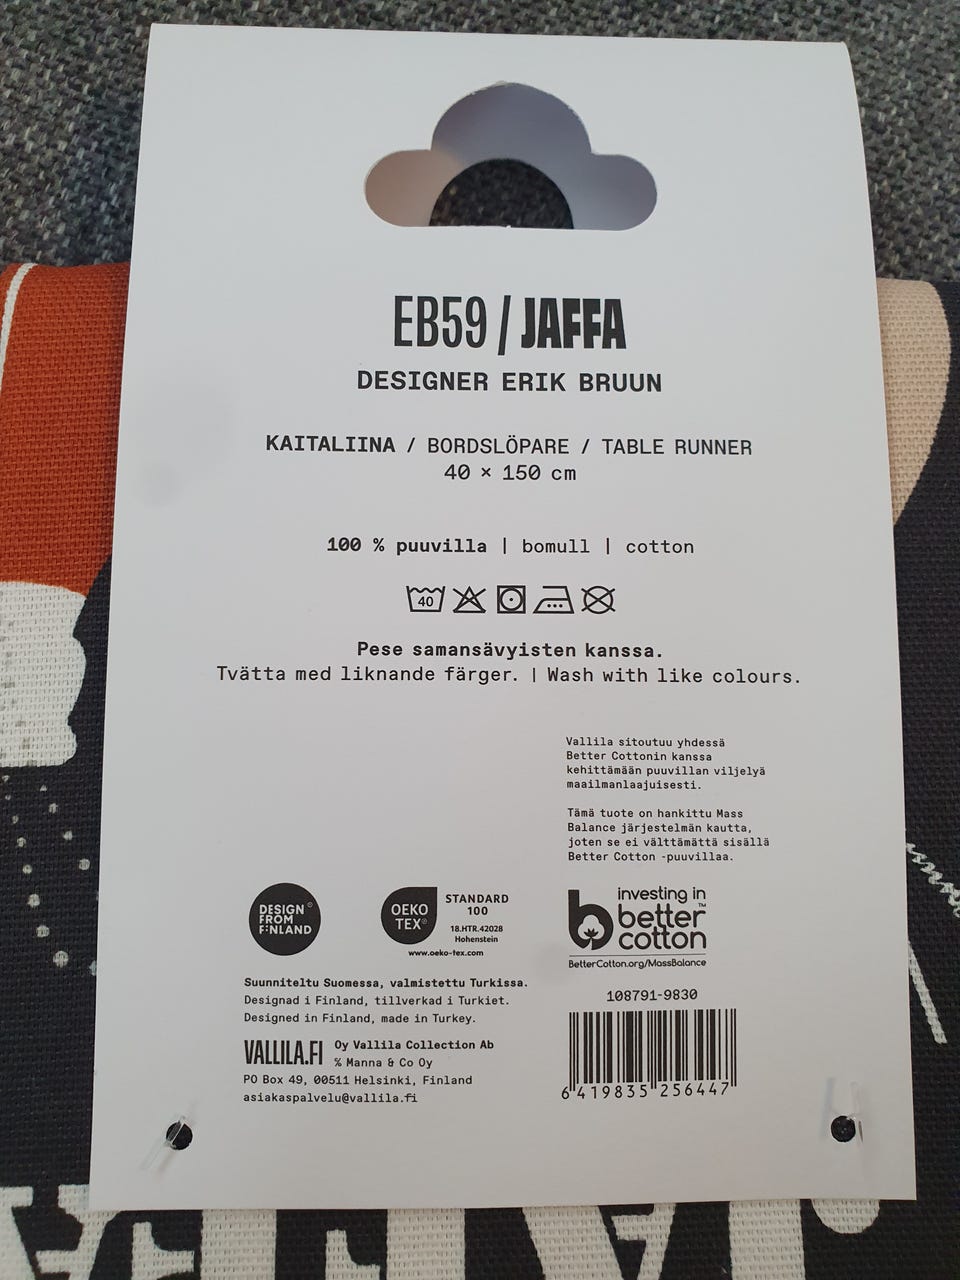 EB59 / JAFFA
DESIGNER ERIK BRUUN
KAITALIINA / BORDSLÖPARE / TABLE RUNNER
40 × 150 cm
100 % puuvilla | bomull | cotton
40
Pese samansävyisten kanssa.
Tvätta med liknande färger. | Wash with like colours.
Vallila sitoutuu yhdessä
Better Cottonin kanssa
kehittämään puuvillan viljelyä
maailmanlaajuisesti.
Tämä tuote on hankittu Mass
Balance järjestelmän kautta,
joten se ei välttämättä sisällä
Better Cotton -puuvillaa.
DESIGN
FROM
FINLAND
OEKO
TEX®
STANDARD
100
18.HTR.42028
Hohenstein
www.oeko-tex.com
investing in
better™
cotton
BetterCotton.org/MassBalance
Suunniteltu Suomessa, valmistettu Turkissa.
Designad i Finland, tillverkad i Turkiet.
Designed in Finland, made in Turkey.
VALLILA.FI
Oy Vallila Collection Ab
% Manna & Co Oy
PO Box 49, 00511 Helsinki, Finland
asiakaspalvelu@vallila.fi
108791-9830
6 419835 256447